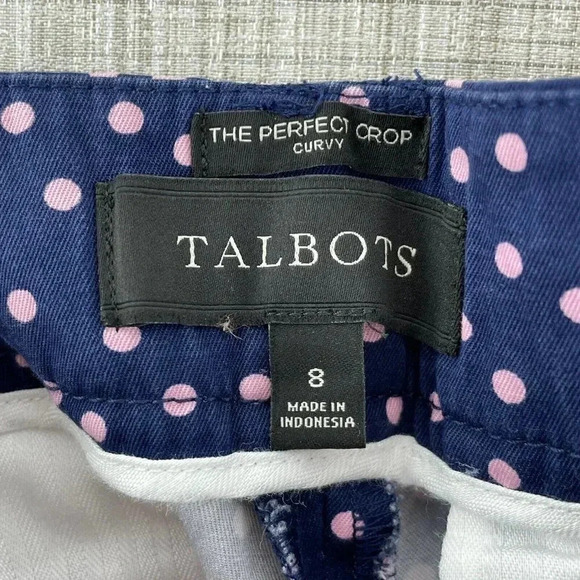 THE PERFECT CROP
CURVY
TALBOTS
8
MADE IN
INDONESIA